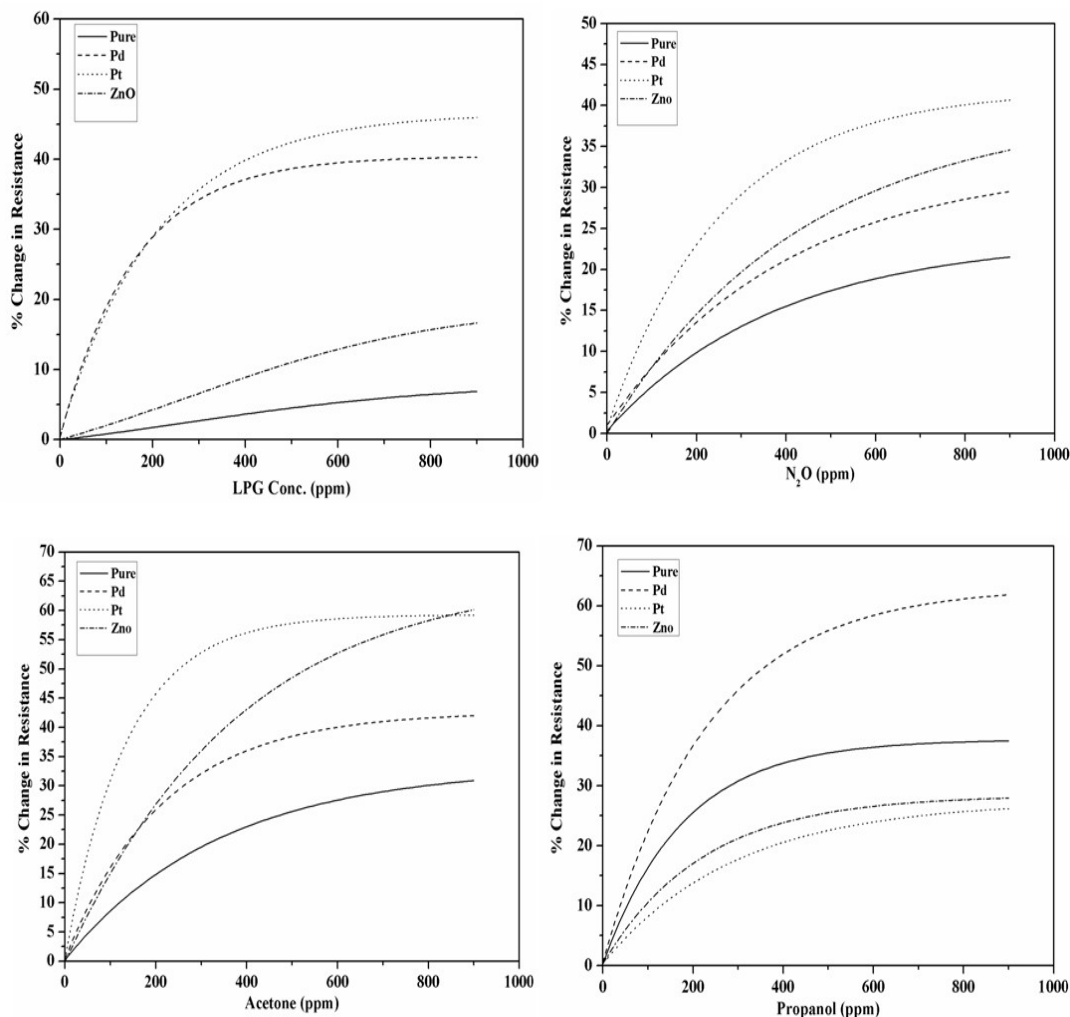 60
50
40
30
20
10
0
% Change in Resistance
Pure
Pd
Pt
ZnO
0 200 400 600 800 1000
LPG Conc. (ppm)
50
45
40
35
30
25
20
15
10
5
0
% Change in Resistance
Pure
Pd
Pt
Zno
0 200 400 600 800 1000
N₂O (ppm)
70
65
60
55
50
45
40
35
30
25
20
15
10
5
0
% Change in Resistance
Pure
Pd
Pt
Zno
0 200 400 600 800 1000
Acetone (ppm)
70
60
50
40
30
20
10
0
% Change in Resistance
Pure
Pd
Pt
Zno
0 200 400 600 800 1000
Propanol (ppm)